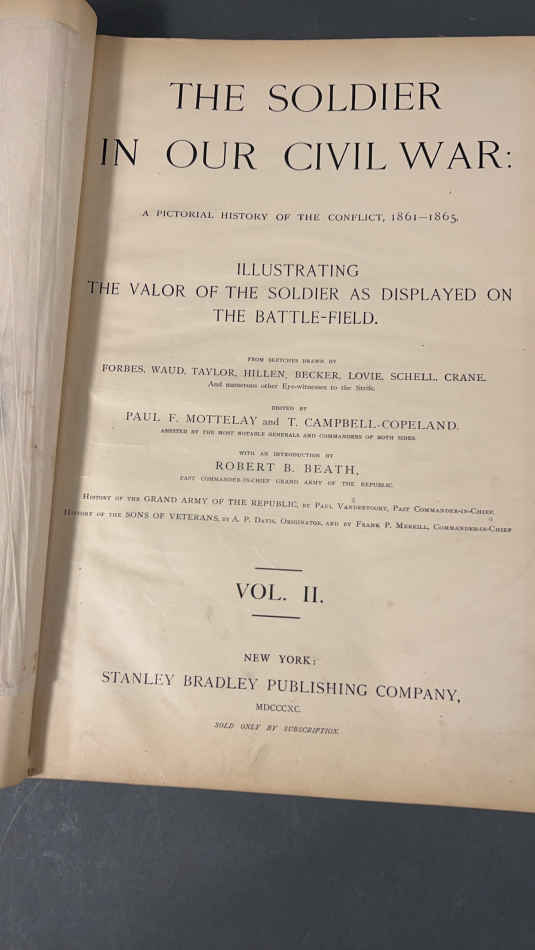 THE SOLDIER
IN OUR CIVIL WAR:
A PICTORIAL HISTORY OF THE CONFLICT, 1861—1865,
ILLUSTRATING
THE VALOR OF THE SOLDIER AS DISPLAYED ON
THE BATTLE-FIELD.
FROM SKETCHES DRAWN BY
FORBES, WAUD, TAYLOR, HILLEN, BECKER, LOVIE, SCHELL, CRANE,
And numerous other Eye-witnesses to the Strife.
EDITED BY
PAUL F. MOTTELAY and T. CAMPBELL-COPELAND,
ASSISTED BY THE MOST NOTABLE GENERALS AND COMMANDERS OF BOTH SIDES.
WITH AN INTRODUCTION BY
ROBERT B. BEATH,
PAST COMMANDER-IN-CHIEF GRAND ARMY OF THE REPUBLIC.
HISTORY OF THE GRAND ARMY OF THE REPUBLIC, BY PAUL VANDERVOORT, PAST COMMANDER-IN-CHIEF,
HISTORY OF THE SONS OF VETERANS, BY A. P. DAVIS, ORIGINATOR, AND BY FRANK P. MERRILL, COMMANDER-IN-CHIEF
VOL. II.
NEW YORK:
STANLEY BRADLEY PUBLISHING COMPANY,
MDCCCXC.
SOLD ONLY BY SUBSCRIPTION.